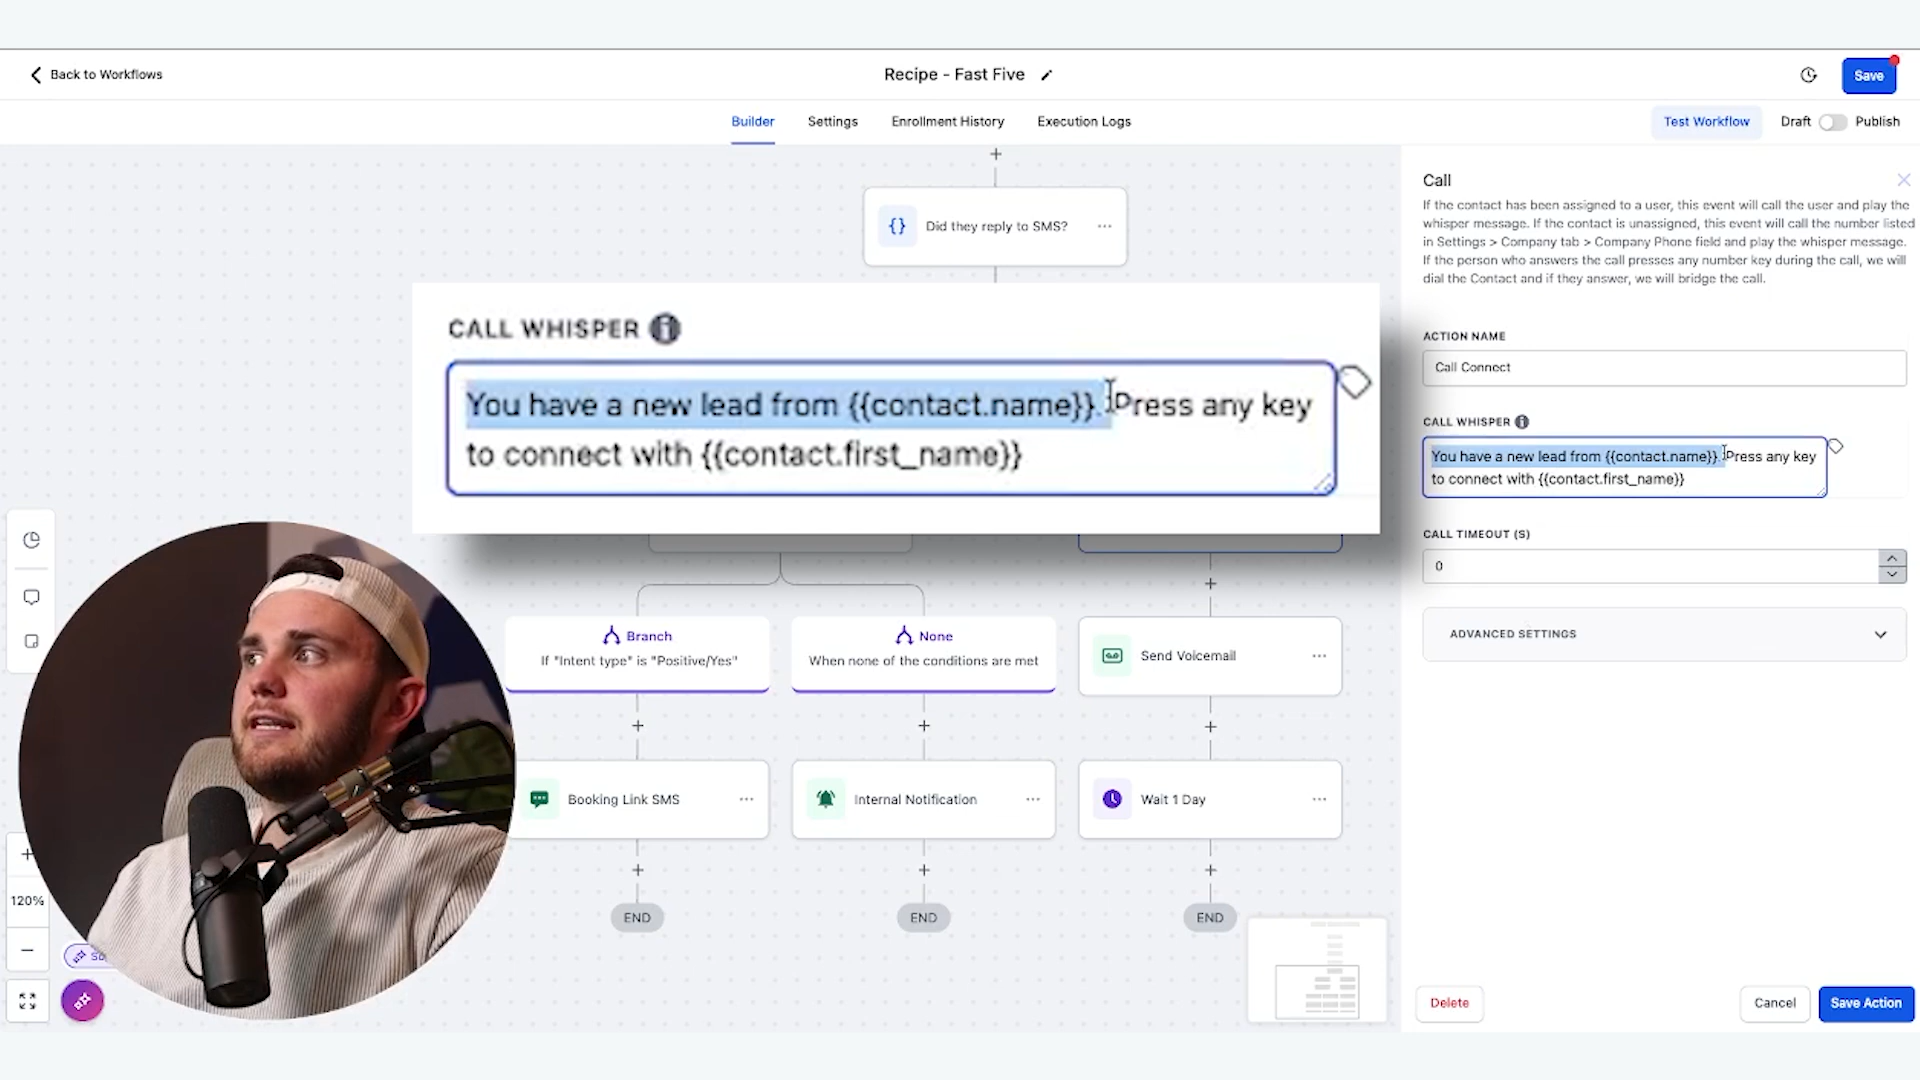 Back to Workflows
Recipe - Fast Five
Save
Builder
Settings
Enrollment History
Execution Logs
Test Workflow
Draft
Publish
Did they reply to SMS?
CALL WHISPER
You have a new lead from {{contact.name}}. Press any key
to connect with {{contact.first_name}}
Branch
If "Intent type" is "Positive/Yes"
None
When none of the conditions are met
Send Voicemail
Booking Link SMS
Internal Notification
Wait 1 Day
END
END
END
120%
Call
If the contact has been assigned to a user, this event will call the user and play the
whisper message. If the contact is unassigned, this event will call the number listed
in Settings > Company tab > Company Phone field and play the whisper message.
If the person who answers the call presses any number key during the call, we will
dial the Contact and if they answer, we will bridge the call.
ACTION NAME
Call Connect
CALL WHISPER
You have a new lead from {{contact.name}}. Press any key
to connect with {{contact.first_name}}
CALL TIMEOUT (S)
0
ADVANCED SETTINGS
Delete
Cancel
Save Action